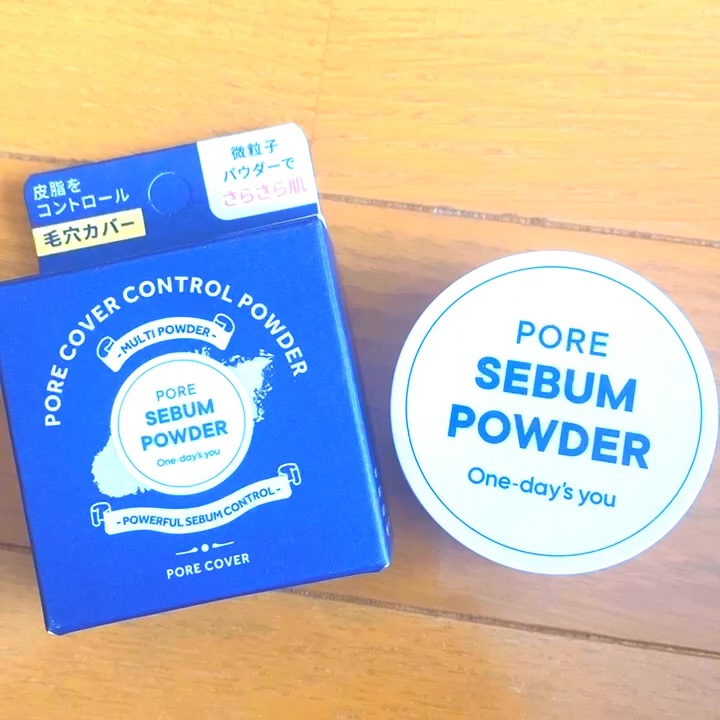 皮脂を
コントロール
毛穴カバー
微粒子
パウダーで
さらさら肌
PORE COVER CONTROL POWDER
- MULTI POWDER -
PORE
SEBUM
POWDER
One-day's you
- POWERFUL SEBUM CONTROL -
PORE COVER
PORE
SEBUM
POWDER
One-day's you